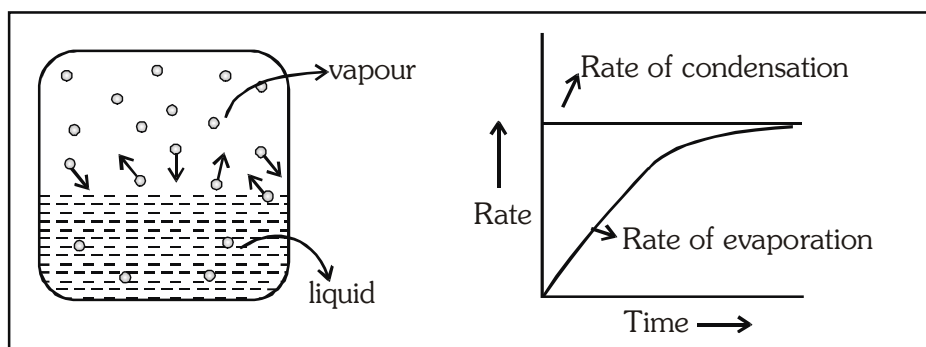 vapour
liquid
Rate of condensation
Rate
Rate of evaporation
Time